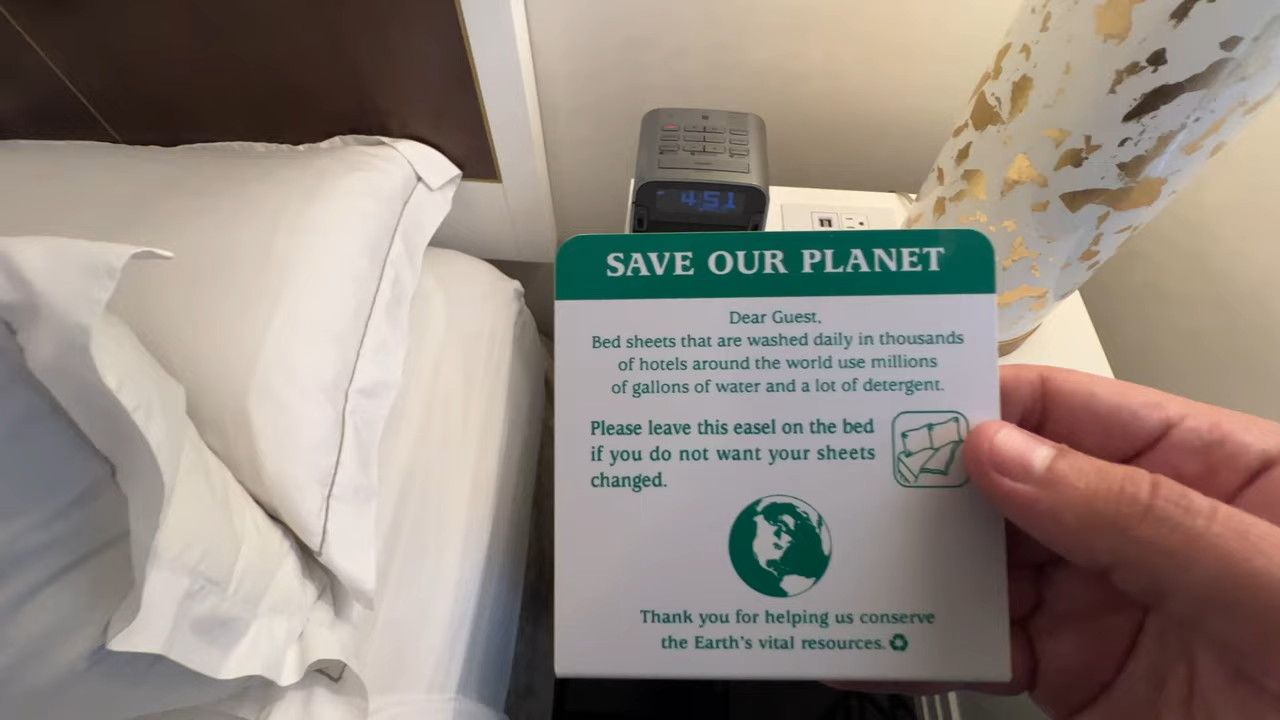 4:51
SAVE OUR PLANET
Dear Guest,
Bed sheets that are washed daily in thousands
of hotels around the world use millions
of gallons of water and a lot of detergent.
Please leave this easel on the bed
if you do not want your sheets
changed.
Thank you for helping us conserve
the Earth's vital resources.